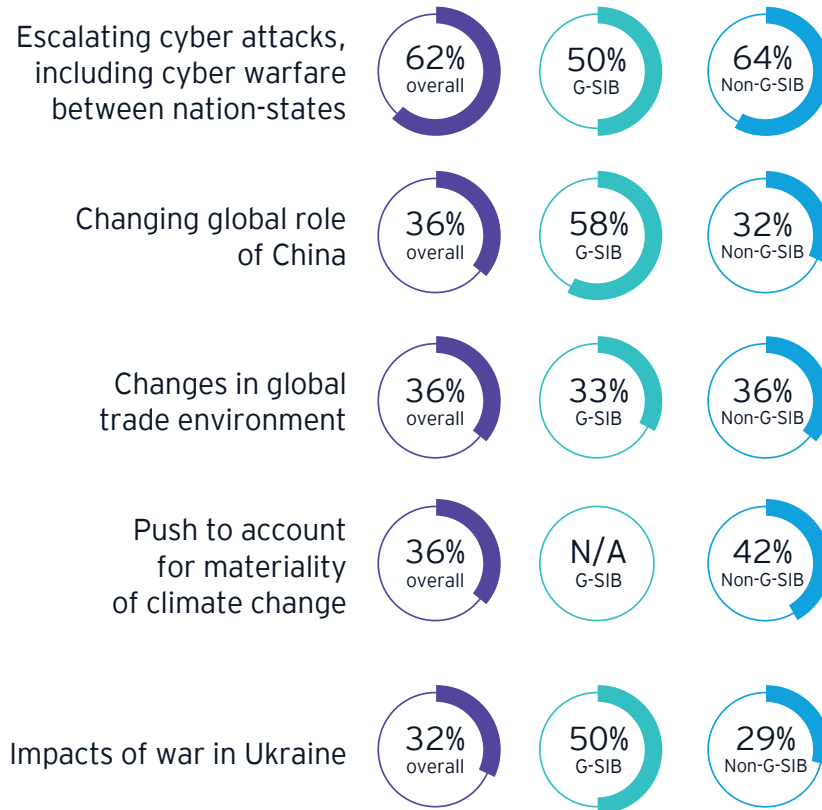 Escalating cyber attacks,
including cyber warfare
between nation-states
62%
overall
50%
G-SIB
64%
Non-G-SIB
Changing global role
of China
36%
overall
58%
G-SIB
32%
Non-G-SIB
Changes in global
trade environment
36%
overall
33%
G-SIB
36%
Non-G-SIB
Push to account
for materiality
of climate change
36%
overall
N/A
G-SIB
42%
Non-G-SIB
Impacts of war in Ukraine
32%
overall
50%
G-SIB
29%
Non-G-SIB